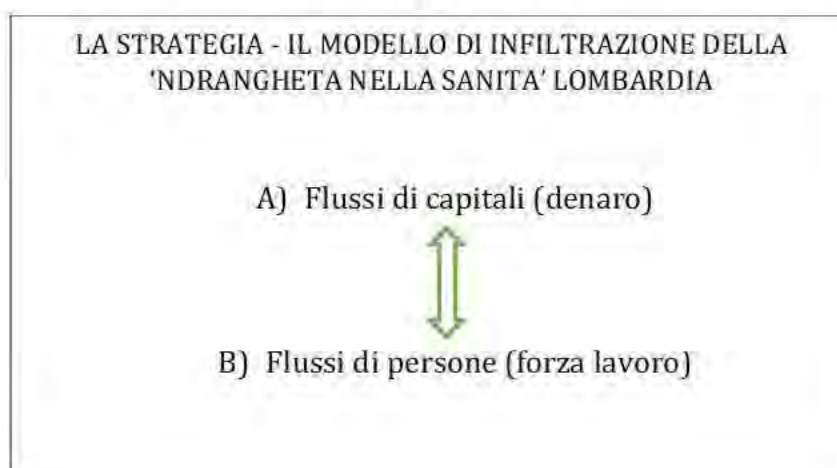 LA STRATEGIA - IL MODELLO DI INFILTRAZIONE DELLA
‘NDRANGHETA NELLA SANITA’ LOMBARDIA
A) Flussi di capitali (denaro)
B) Flussi di persone (forza lavoro)